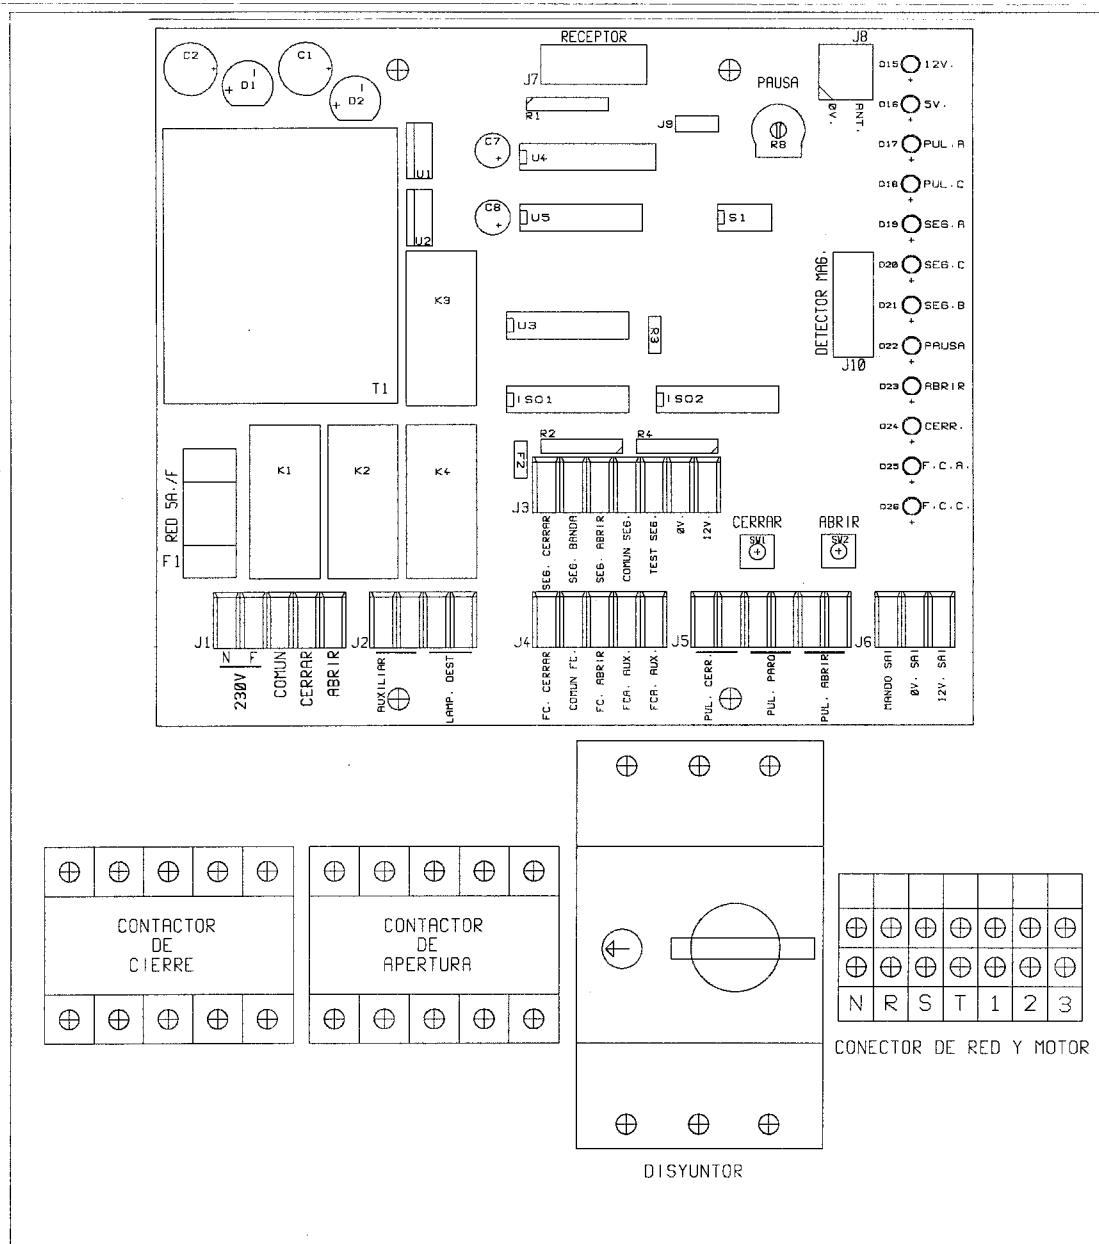 RECEPTOR
J7
J8
C2
C1
D1
D2
R1
J9
PAUSA
R8
0V.
ANT.
D15 12V.
D16 5V.
D17 PUL.A
D18 PUL.C
D19 SEG.A
D20 SEG.C
D21 SEG.B
D22 PAUSA
D23 ABRIR
D24 CERR.
D25 F.C.A.
D26 F.C.C.
U1
U2
C7
U4
C8
U5
S1
K3
T1
U3
R3
DETECTOR MAG.
J10
ISO1
ISO2
R2
R4
F2
RED 5A./F
F1
K1
K2
K4
J3
SEG. CERRAR
SEG. BANDA
SEG. ABRIR
COMUN SEG.
TEST SEG.
0V.
12V.
CERRAR
SW1
ABRIR
SW2
J1
N F
230V
COMUN
CERRAR
ABRIR
J2
AUXILIAR
LAMP. DEST
J4
FC. CERRAR
COMUN FC.
FC. ABRIR
FCA. AUX.
FCA. AUX.
J5
PUL. CERR.
PUL. PARO
PUL. ABRIR
J6
MANDO SAI
0V. SAI
12V. SAI
CONTACTOR
DE
CIERRE
CONTACTOR
DE
APERTURA
DISYUNTOR
N R S T 1 2 3
CONECTOR DE RED Y MOTOR